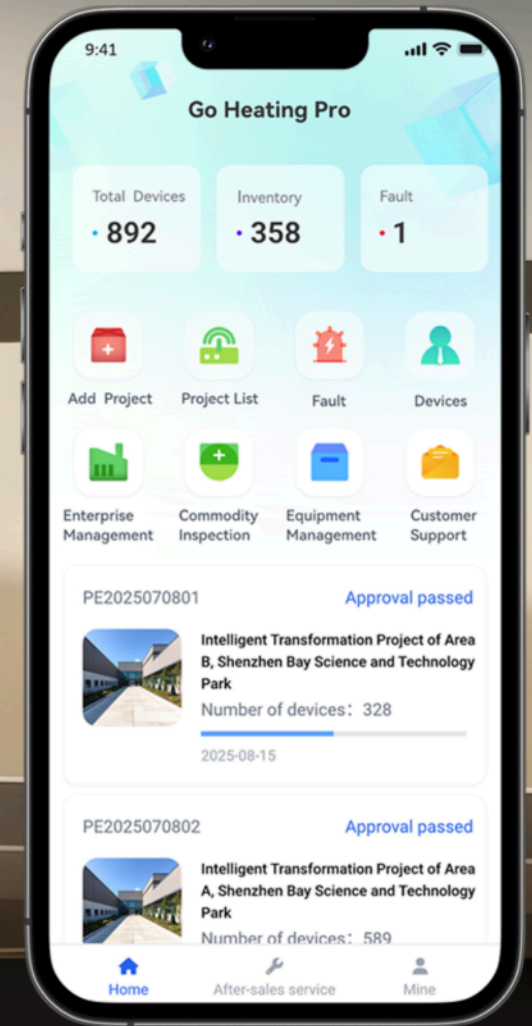 9:41
Go Heating Pro
Total Devices
892
Inventory
358
Fault
1
Add Project
Project List
Fault
Devices
Enterprise
Management
Commodity
Inspection
Equipment
Management
Customer
Support
PE2025070801
Approval passed
Intelligent Transformation Project of Area
B, Shenzhen Bay Science and Technology
Park
Number of devices: 328
2025-08-15
PE2025070802
Approval passed
Intelligent Transformation Project of Area
A, Shenzhen Bay Science and Technology
Park
Number of devices: 589
Home
After-sales service
Mine